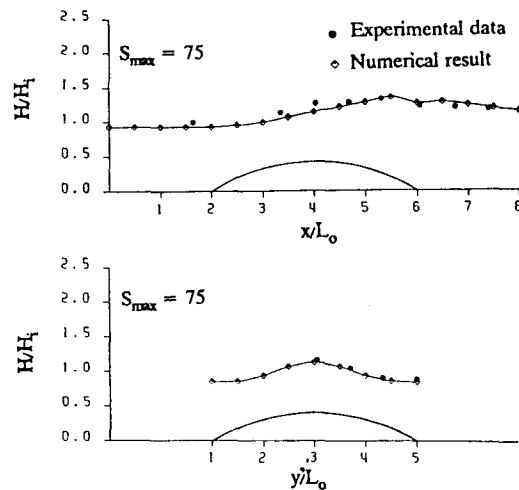 ● Experimental data
◇ Numerical result
S_max = 75
H/H_i
2.5
2.0
1.5
1.0
0.5
0.0
1 2 3 4 5 6 7 8
x/L_o
S_max = 75
H/H_i
2.5
2.0
1.5
1.0
0.5
0.0
1 2 3 4 5
y/L_o